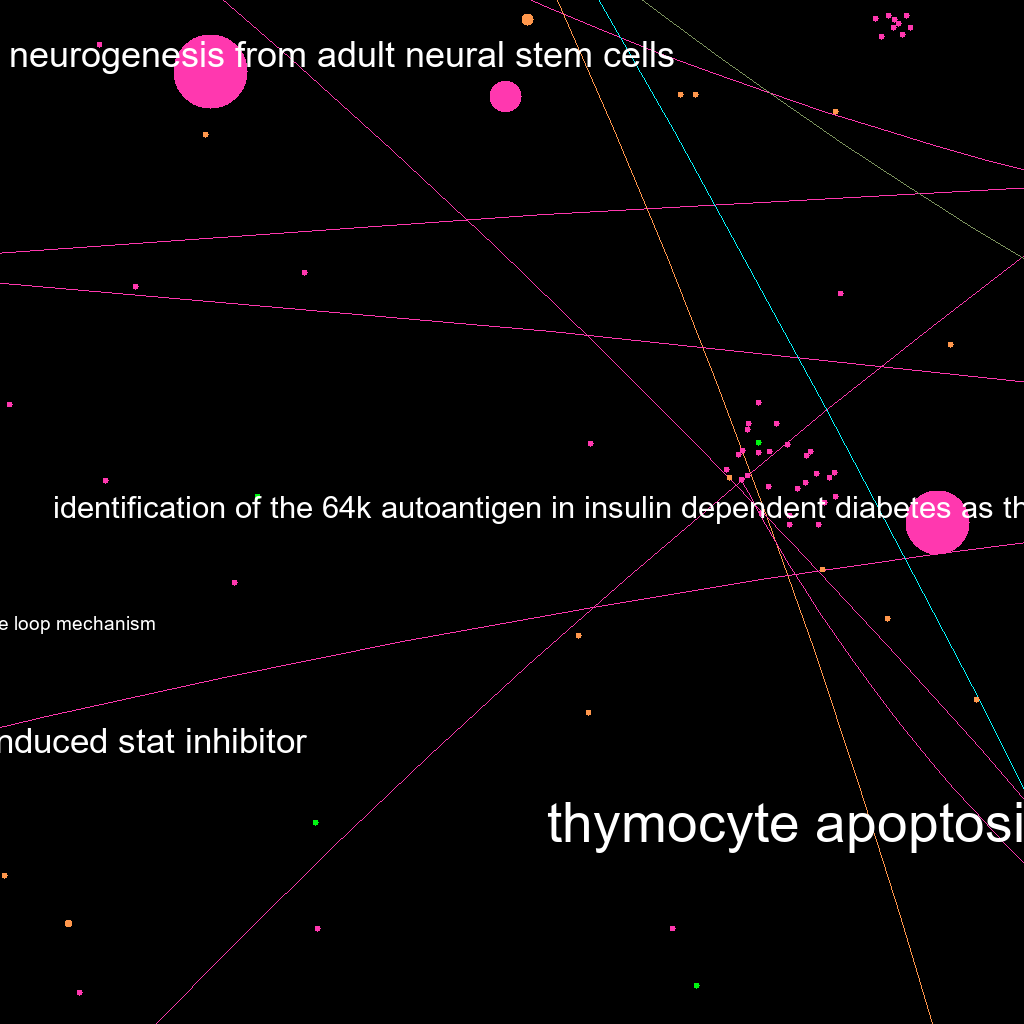 neurogenesis from adult neural stem cells
identification of the 64k autoantigen in insulin dependent diabetes as th
e loop mechanism
nduced stat inhibitor
thymocyte apoptosi